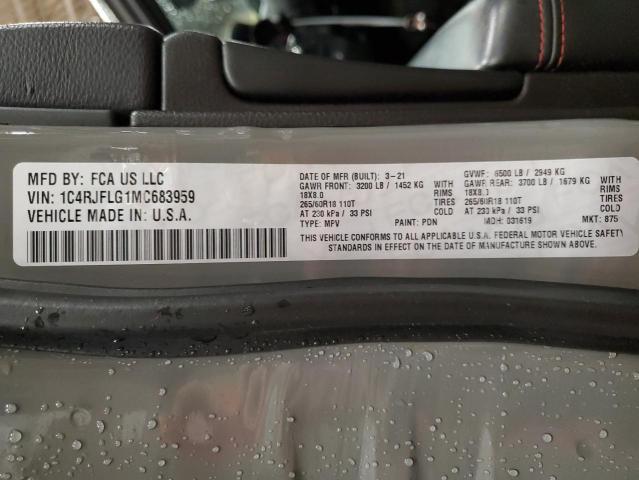 MFD BY: FCA US LLC
VIN: 1C4RJFLG1MC683959
VEHICLE MADE IN U.S.A.
DATE OF MFR (BUILT): 3-21 GVWR: 6500 LB / 2949 KG
GAWR FRONT: 3200 LB / 1452 KG WITH GAWR REAR: 3700 LB / 1679 KG WITH
18X8.0 RIMS 18X8.0 RIMS
265/60R18 110T TIRES 265/60R18 110T TIRES
AT 230 kPa / 33 PSI COLD AT 230 kPa / 33 PSI COLD
TYPE: MPV PAINT: PDN MDH: 031619 MKT: 875
THIS VEHICLE CONFORMS TO ALL APPLICABLE U.S.A. FEDERAL MOTOR VEHICLE SAFETY
STANDARDS IN EFFECT ON THE DATE OF MANUFACTURE SHOWN ABOVE.